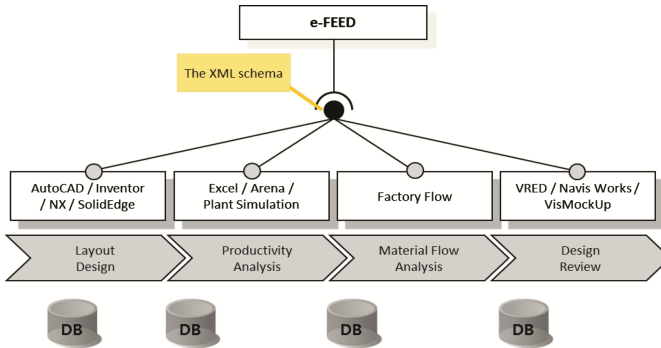 e-FEED
The XML schema
AutoCAD / Inventor
/ NX / SolidEdge
Excel / Arena /
Plant Simulation
Factory Flow
VRED / Navis Works /
VisMockUp
Layout
Design
Productivity
Analysis
Material Flow
Analysis
Design
Review
DB
DB
DB
DB